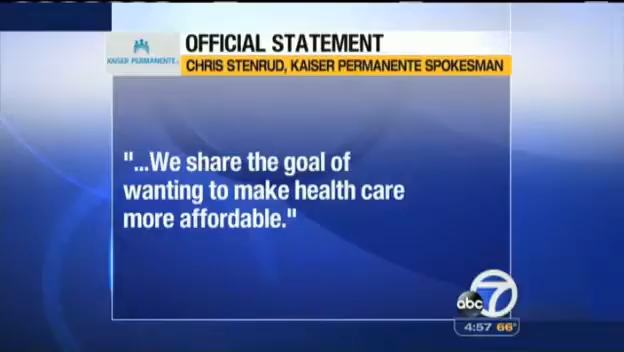 OFFICIAL STATEMENT
KAISER PERMANENTE.
CHRIS STENRUD, KAISER PERMANENTE SPOKESMAN
"...We share the goal of
wanting to make health care
more affordable."
abc 7
4:57 66°